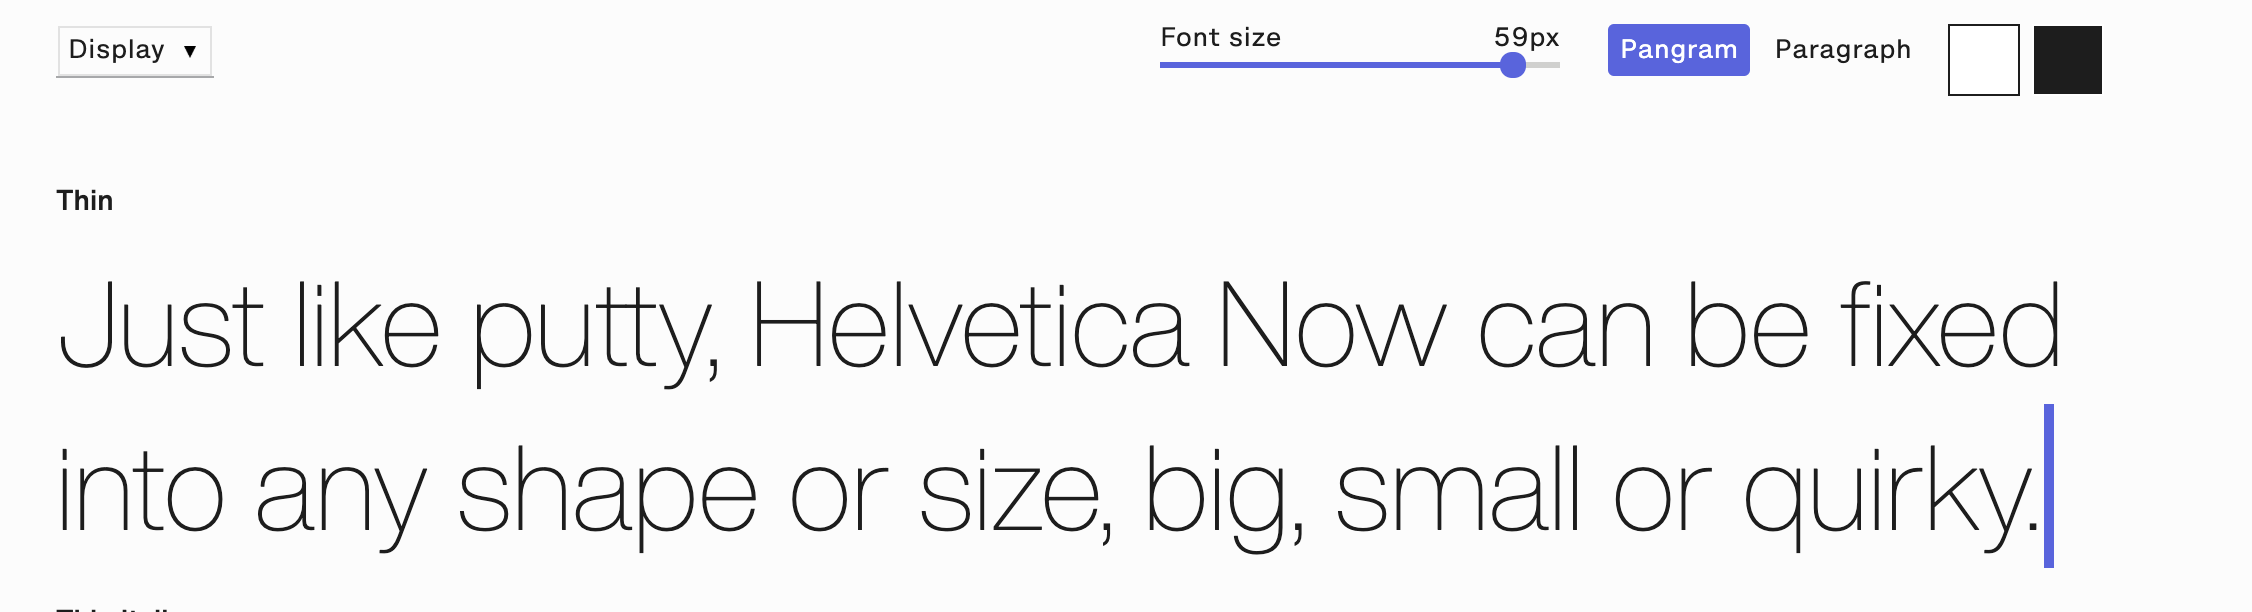 Display ▼
Font size 59px Pangram Paragraph
Thin
Just like putty, Helvetica Now can be fixed
into any shape or size, big, small or quirky.